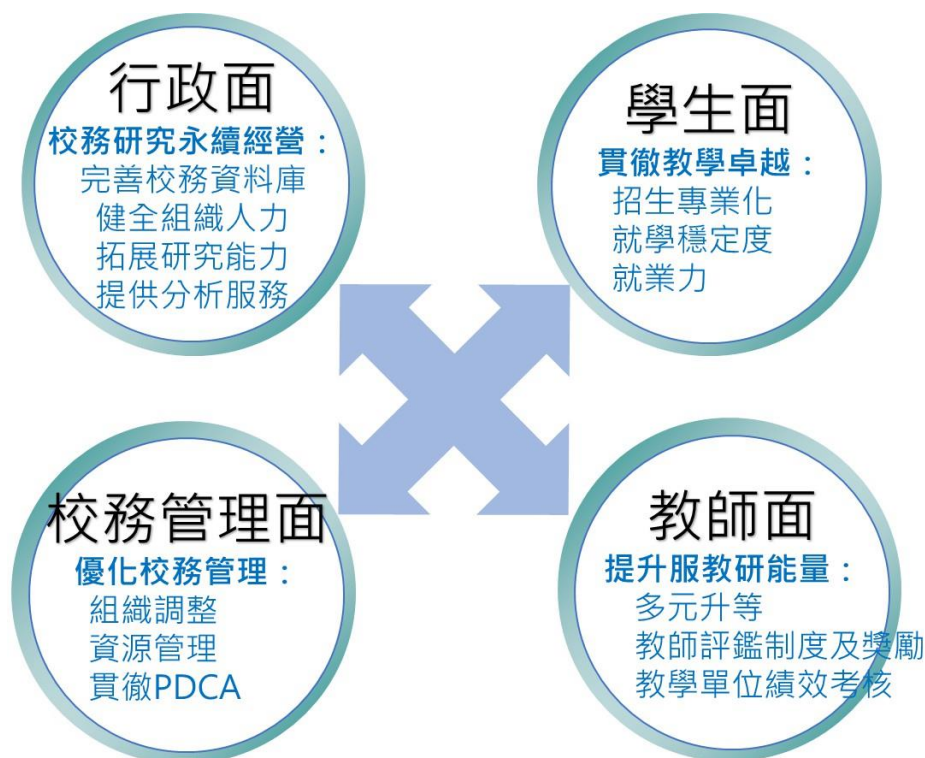 行政面
校務研究永續經營：
完善校務資料庫
健全組織人力
拓展研究能力
提供分析服務
學生面
貫徹教學卓越：
招生專業化
就學穩定度
就業力
校務管理面
優化校務管理：
組織調整
資源管理
貫徹PDCA
教師面
提升服教研能量：
多元升等
教師評鑑制度及獎勵
教學單位績效考核